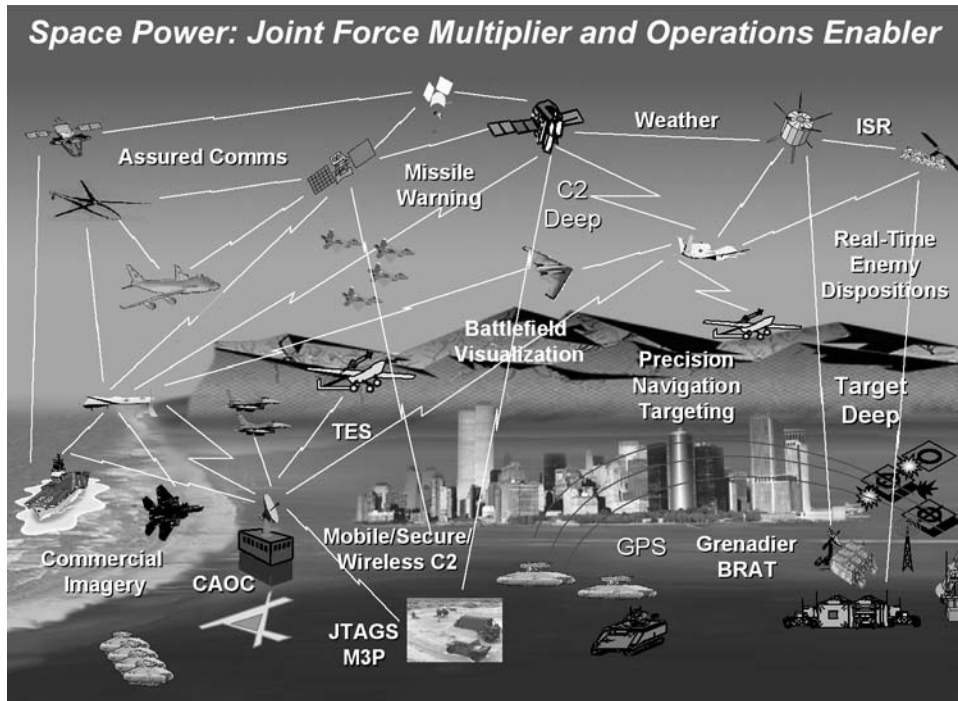 Space Power: Joint Force Multiplier and Operations Enabler
Weather
ISR
Assured Comms
Missile
Warning
C2
Deep
Real-Time
Enemy
Dispositions
Battlefield
Visualization
Precision
Navigation
Targeting
Target
Deep
TES
Commercial
Imagery
CAOC
Mobile/Secure/
Wireless C2
GPS
Grenadier
BRAT
JTAGS
M3P